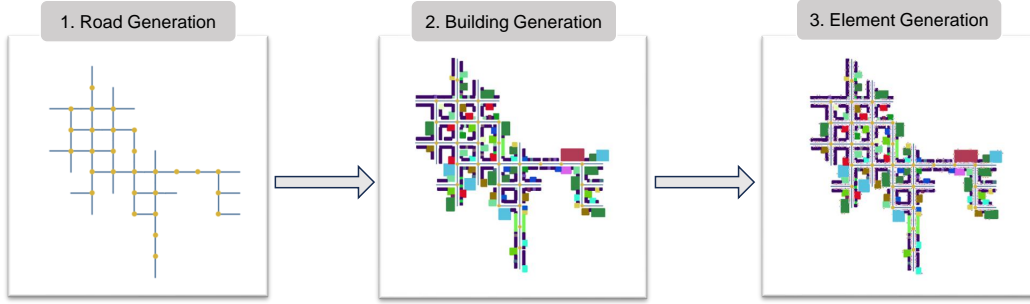 1. Road Generation
2. Building Generation
3. Element Generation